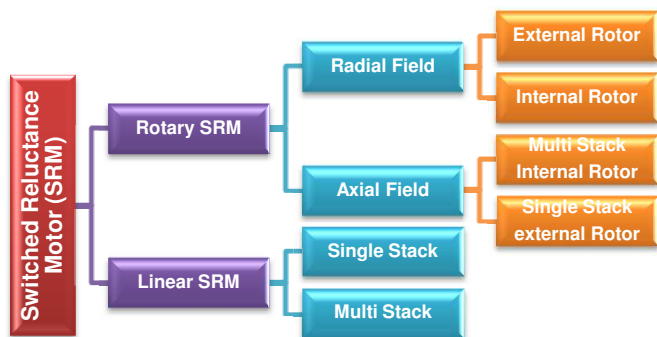 Switched Reluctance
Motor (SRM)
Rotary SRM
Linear SRM
Radial Field
Axial Field
Single Stack
Multi Stack
External Rotor
Internal Rotor
Multi Stack
Internal Rotor
Single Stack
external Rotor